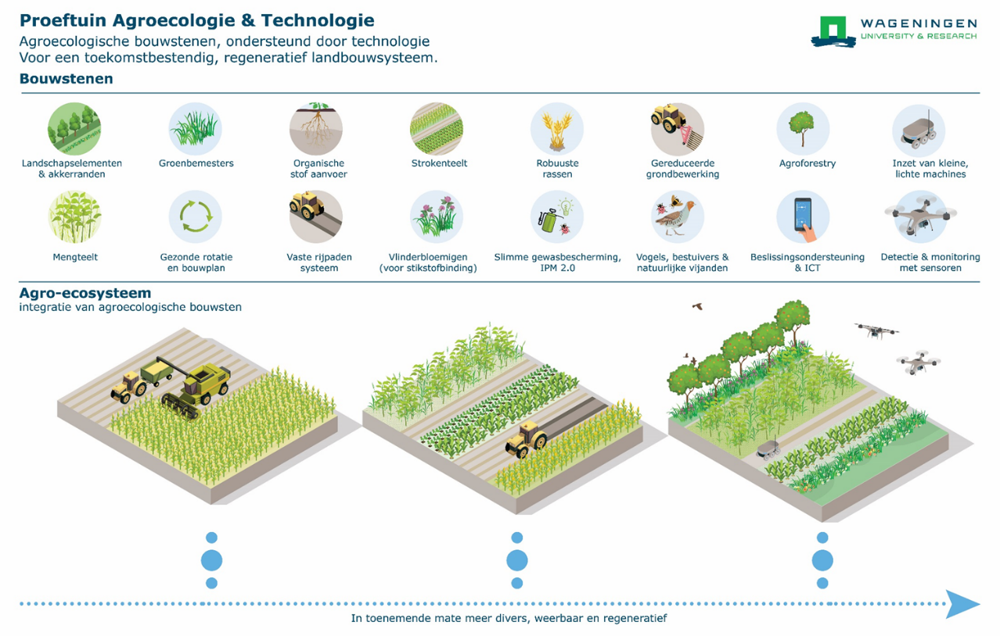 Proeftuin Agroecologie & Technologie
Agroecologische bouwstenen, ondersteund door technologie
Voor een toekomstbestendig, regeneratief landbouwsysteem.
WAGENINGEN
UNIVERSITY & RESEARCH
Bouwstenen
Landschapselementen
& akkerranden
Groenbemesters
Organische
stof aanvoer
Strokenteelt
Robuuste
rassen
Gereduceerde
grondbewerking
Agroforestry
Inzet van kleine,
lichte machines
Mengteelt
Gezonde rotatie
en bouwplan
Vaste rijpaden
systeem
Vlinderbloemigen
(voor stikstofbinding)
Slimme gewasbescherming,
IPM 2.0
Vogels, bestuivers &
natuurlijke vijanden
Beslissingsondersteuning
& ICT
Detectie & monitoring
met sensoren
Agro-ecosysteem
integratie van agroecologische bouwsten
In toenemende mate meer divers, weerbaar en regeneratief